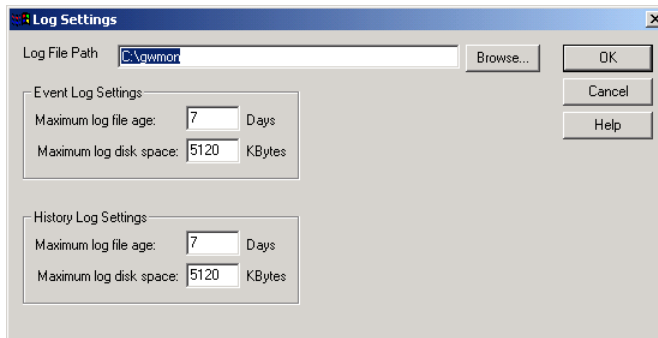 Log Settings
Log File Path C:\gwmon Browse... OK
Cancel
Help
Event Log Settings
Maximum log file age: 7 Days
Maximum log disk space: 5120 KBytes
History Log Settings
Maximum log file age: 7 Days
Maximum log disk space: 5120 KBytes